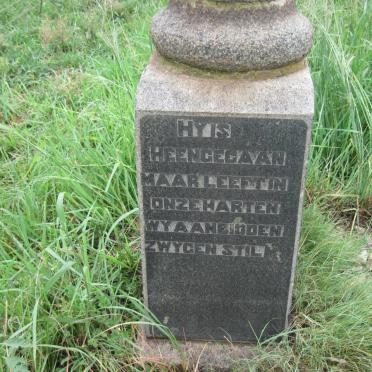 HY IS
HEENGEGAAN
MAAR LEEFT IN
ONZE HARTEN
WY AANBIDDEN
ZWYGEN STIL